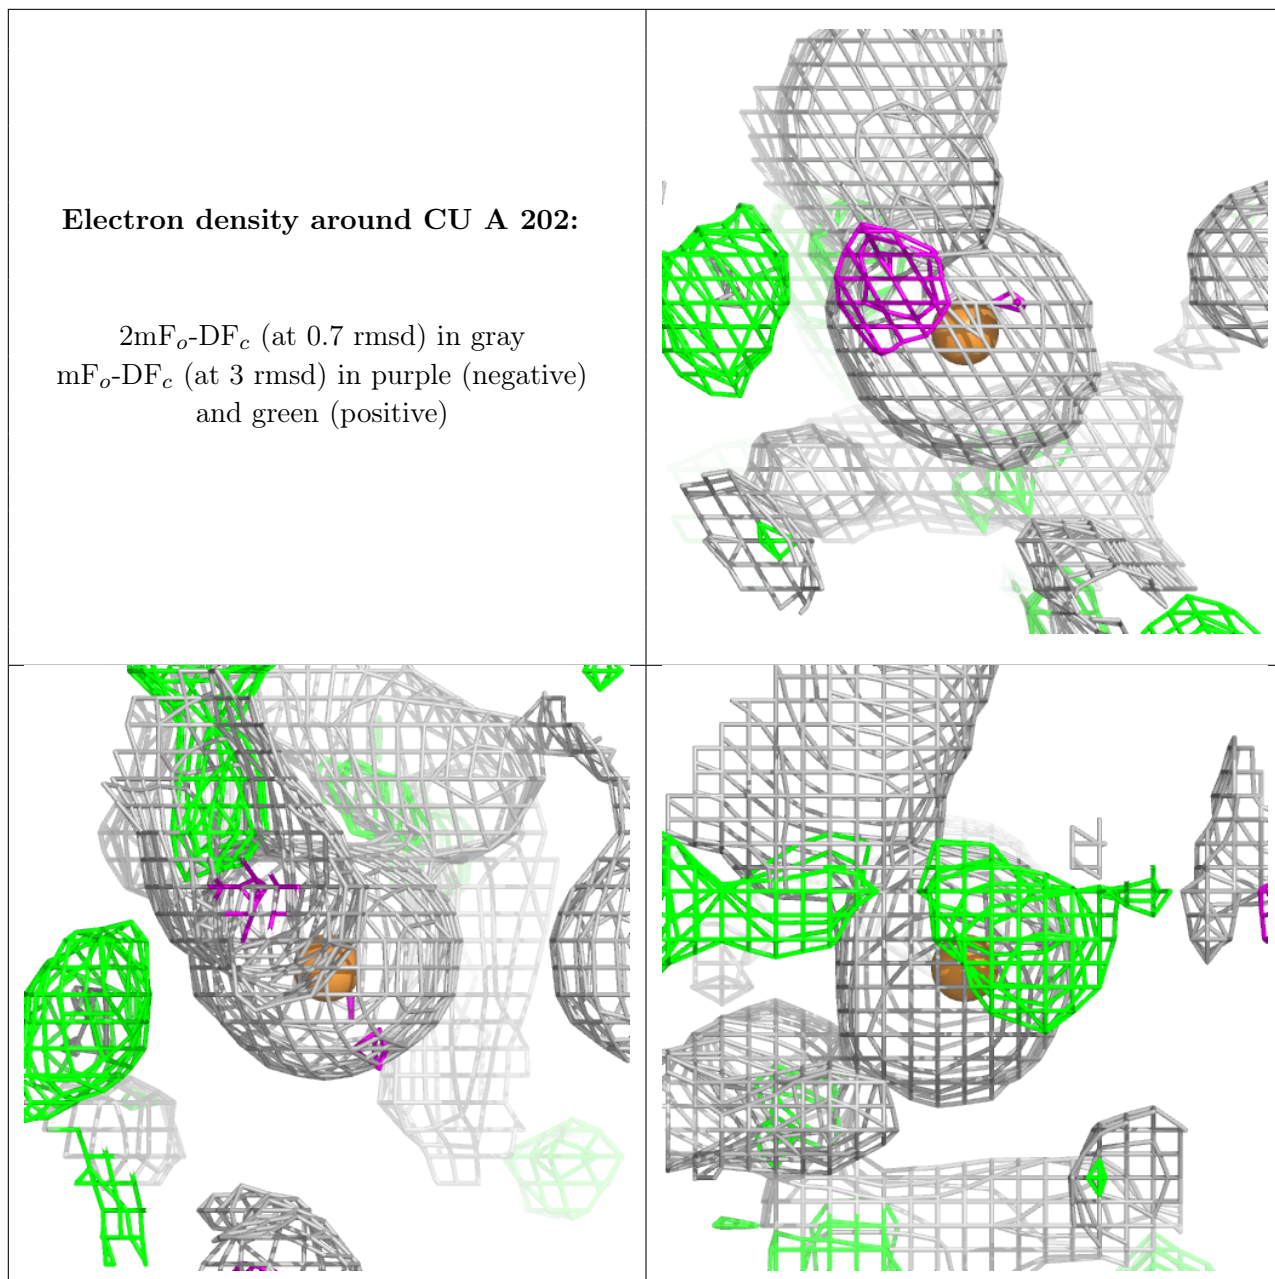 Electron density around CU A 202:
2mFo-DFc (at 0.7 rmsd) in gray
mFo-DFc (at 3 rmsd) in purple (negative)
and green (positive)